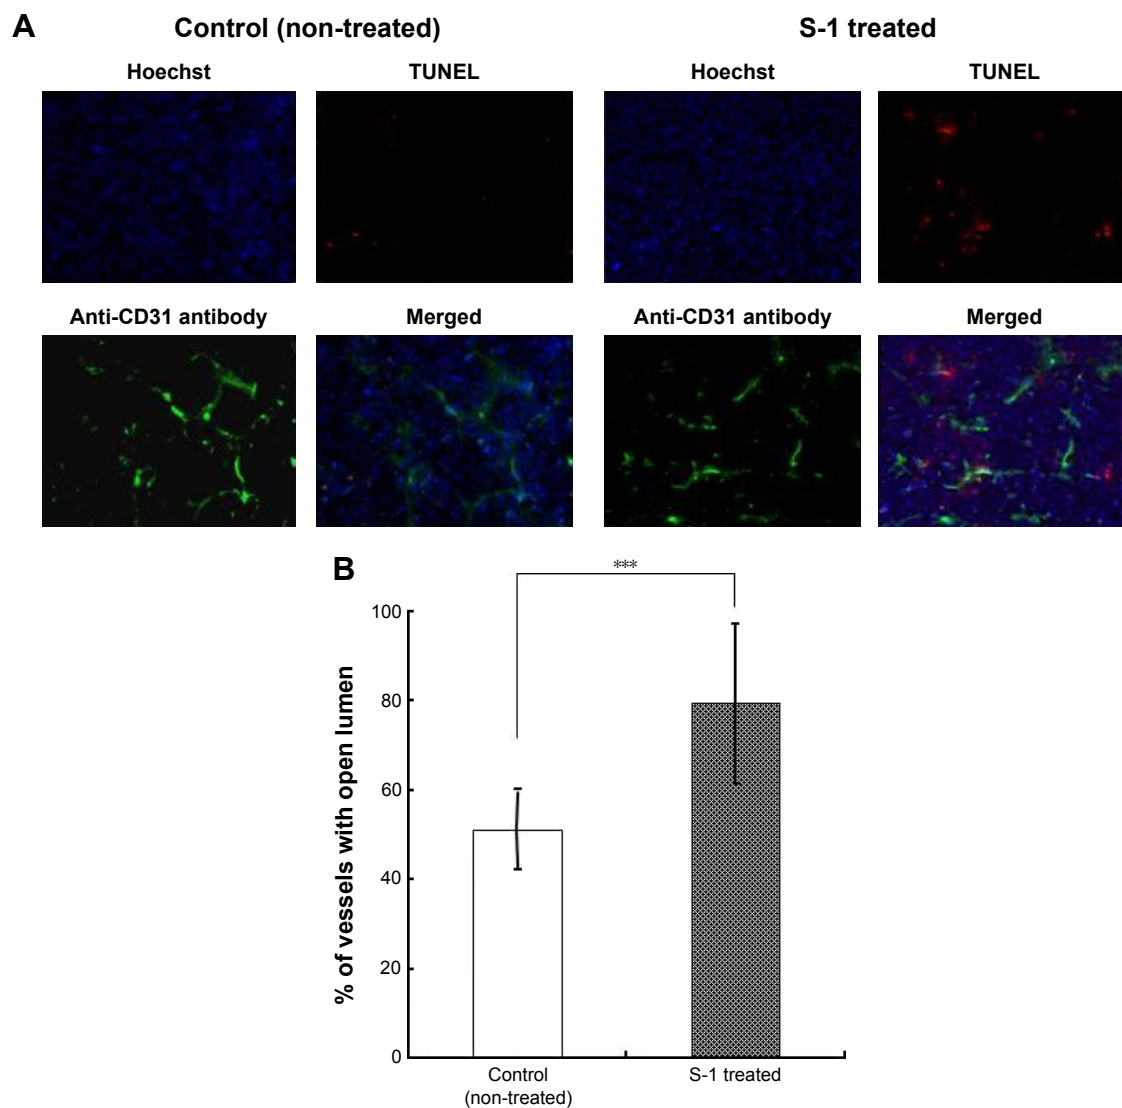 A
Control (non-treated)
S-1 treated
Hoechst
TUNEL
Hoechst
TUNEL
Anti-CD31 antibody
Merged
Anti-CD31 antibody
Merged
B
***
100
80
60
40
20
0
% of vessels with open lumen
Control
(non-treated)
S-1 treated